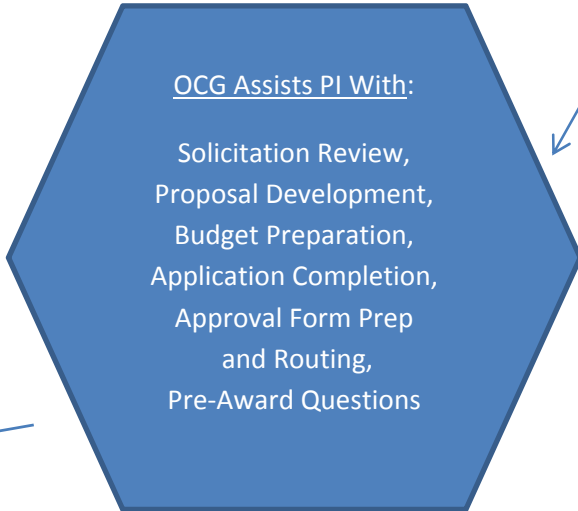 OCG Assists PI With:
Solicitation Review,
Proposal Development,
Budget Preparation,
Application Completion,
Approval Form Prep
and Routing,
Pre-Award Questions